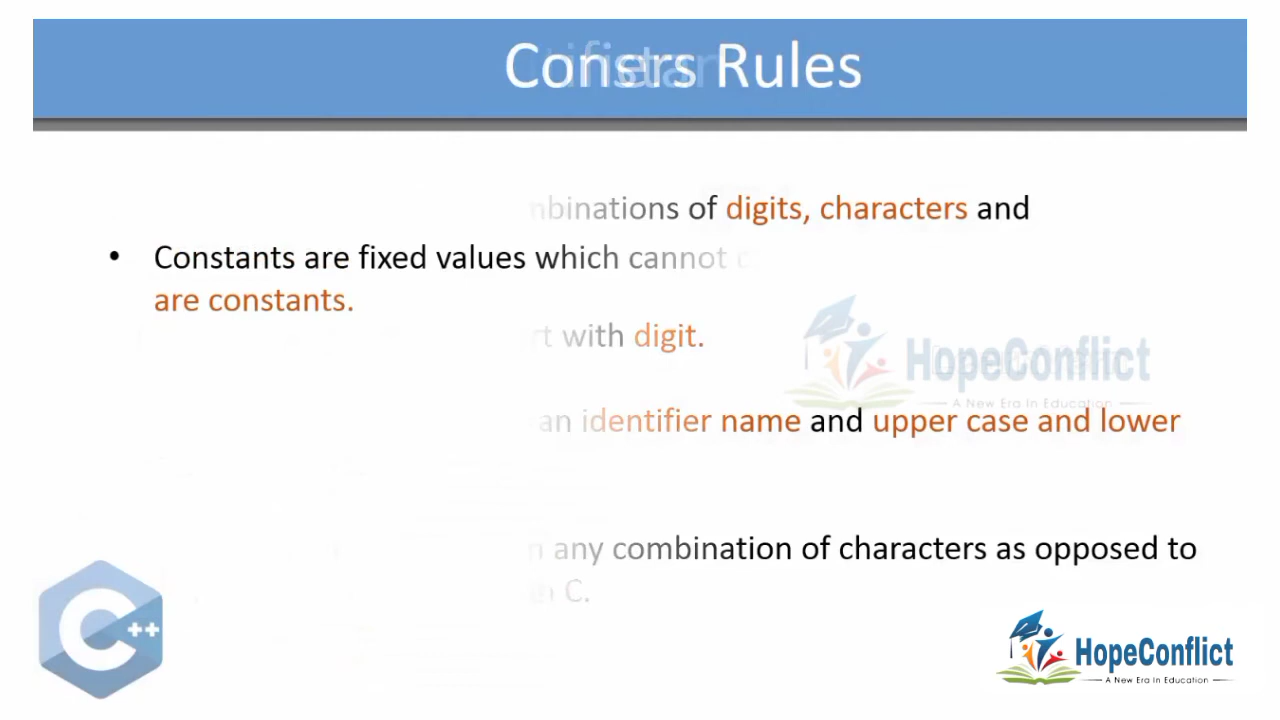 Rules
combinations of digits, characters and
• Constants are fixed values which cannot
are constants.
with digit.
an identifier name and upper case and lower
any combination of characters as opposed to
in C.
HopeConflict
A New Era In Education
C++
HopeConflict
A New Era In Education